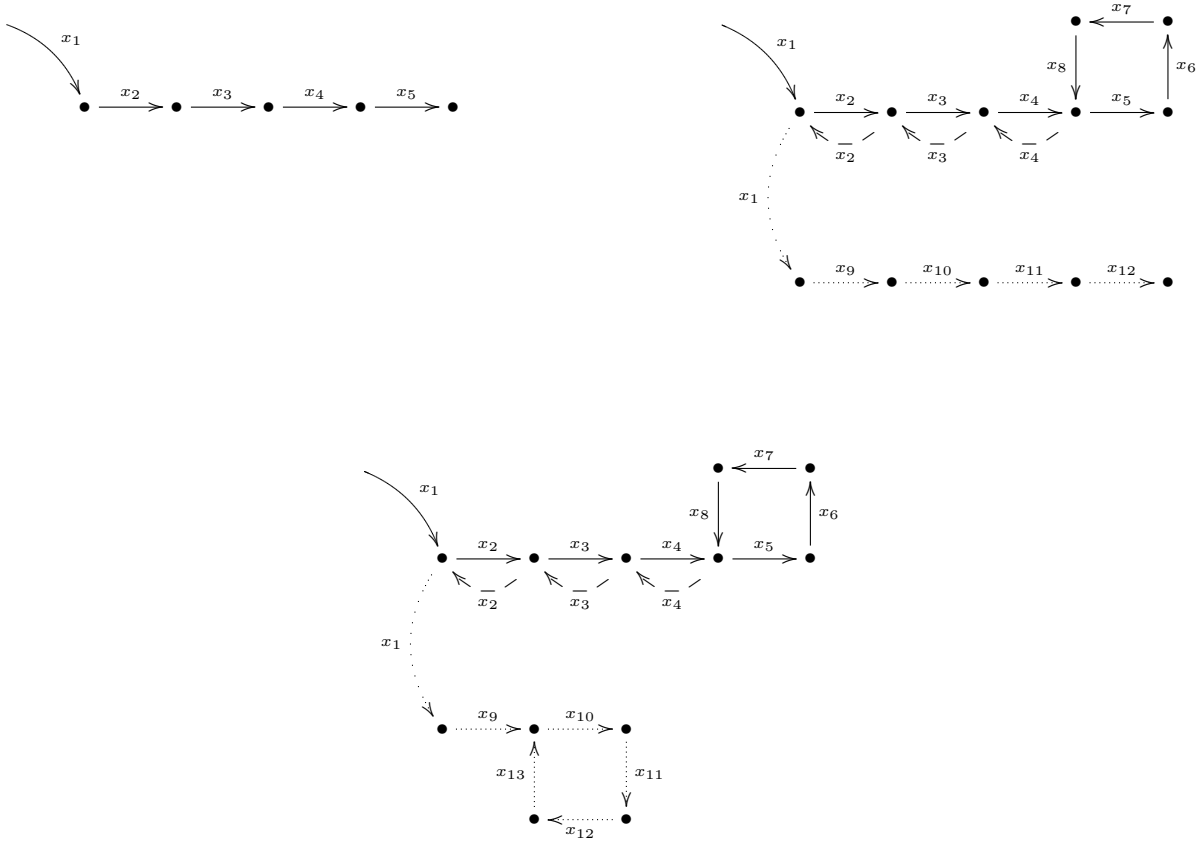 x₁
x₂ x₃ x₄ x₅
x₇
x₁
x₈ x₆
x₂ x₃ x₄ x₅
x₂ x₃ x₄
x₁
x₉ x₁₀ x₁₁ x₁₂
x₇
x₁
x₈ x₆
x₂ x₃ x₄ x₅
x₂ x₃ x₄
x₁
x₉ x₁₀
x₁₃ x₁₁
x₁₂